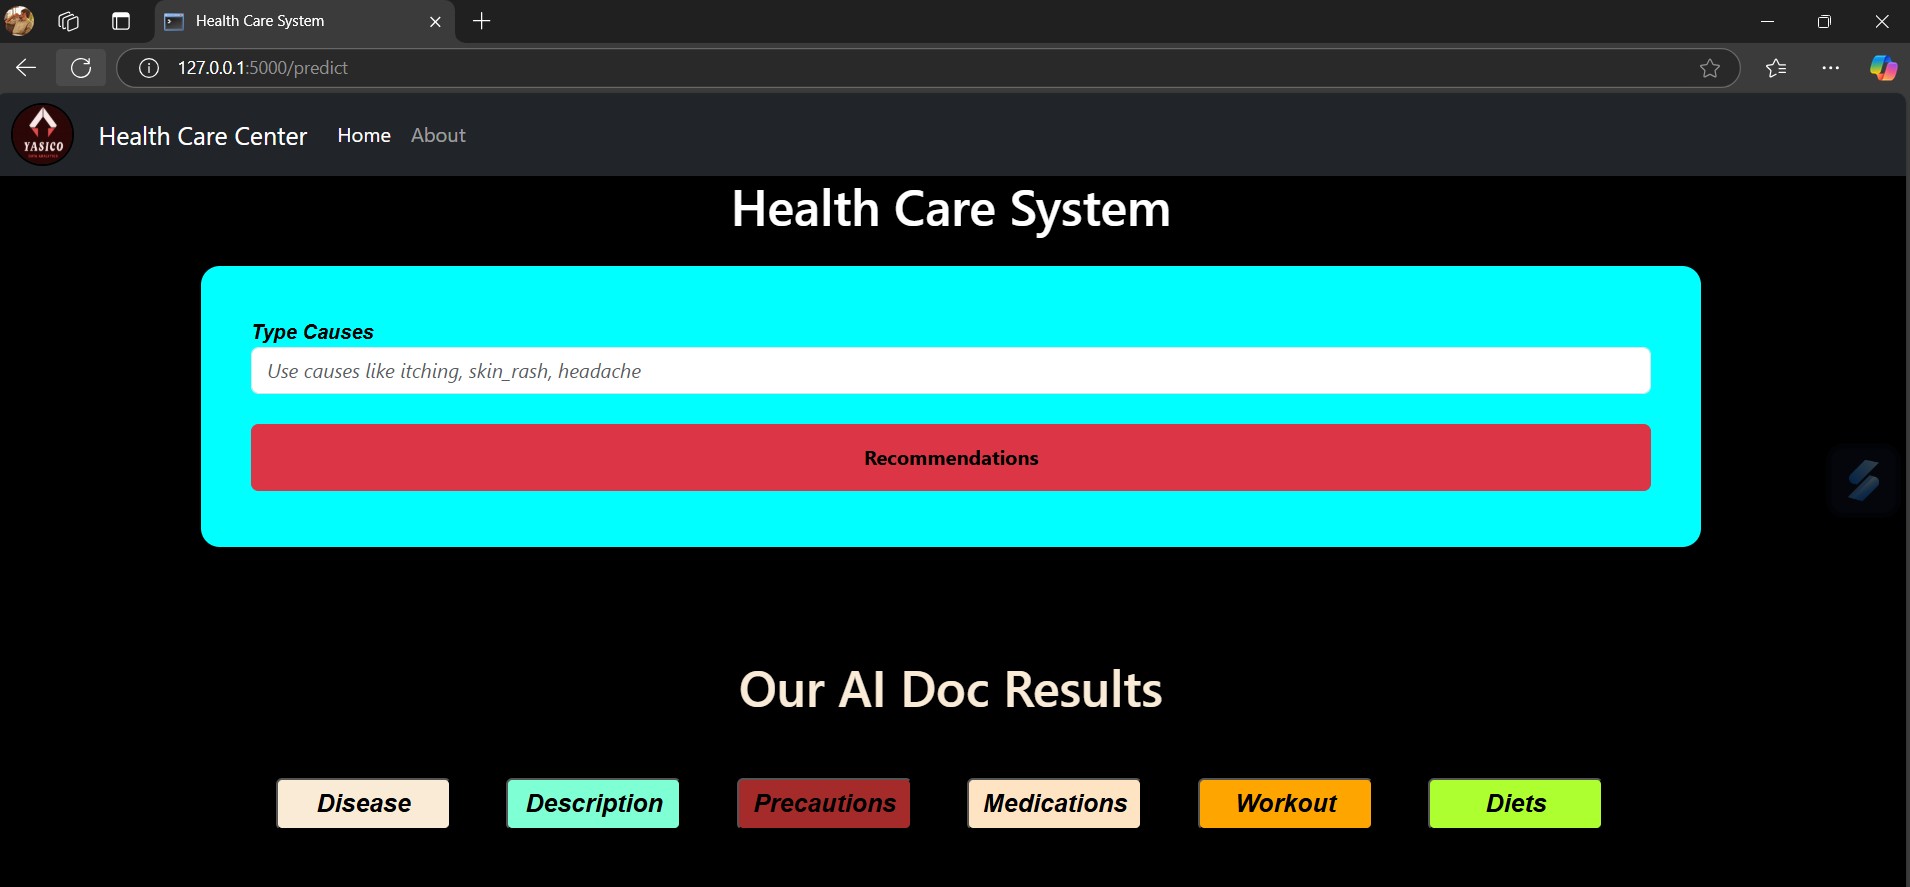 Health Care System
127.0.0.1:5000/predict
YASICO
Health Care Center Home About
Health Care System
Type Causes
Use causes like itching, skin_rash, headache
Recommendations
Our AI Doc Results
Disease Description Precautions Medications Workout Diets